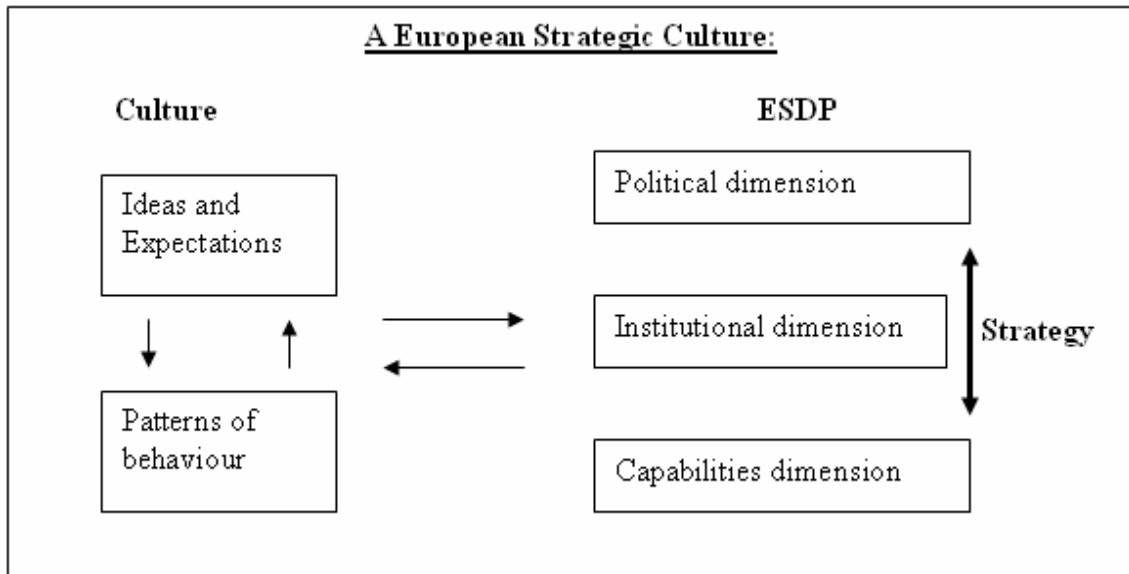 A European Strategic Culture:
Culture
ESDP
Ideas and
Expectations
Patterns of
behaviour
Political dimension
Institutional dimension
Strategy
Capabilities dimension